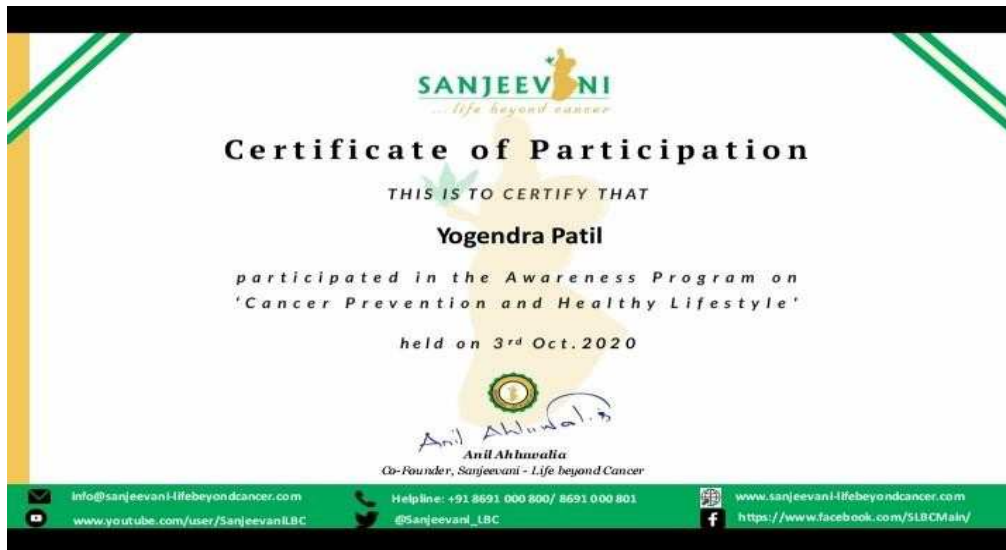 SANJEEVANI
...life beyond cancer
Certificate of Participation
THIS IS TO CERTIFY THAT
Yogendra Patil
participated in the Awareness Program on
'Cancer Prevention and Healthy Lifestyle'
held on 3rd Oct.2020
Anil Ahluwalia
Anil Ahluwalia
Co-Founder, Sanjeevani - Life beyond Cancer
info@sanjeevani-lifebeyondcancer.com
Helpline: +91 8691 000 800/ 8691 000 801
www.sanjeevani-lifebeyondcancer.com
www.youtube.com/user/SanjeevaniLBC
@Sanjeevani_LBC
https://www.facebook.com/SLBCMain/